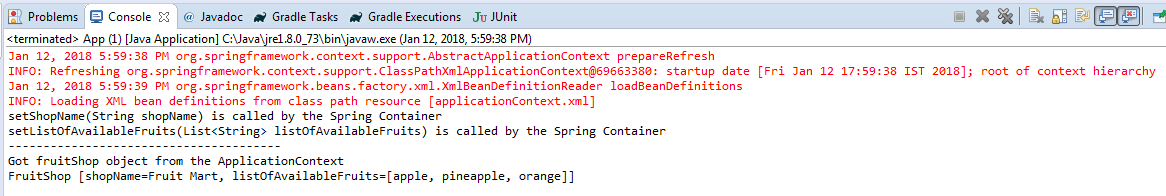 Problems Console Javadoc Gradle Tasks Gradle Executions JUnit
<terminated> App (1) [Java Application] C:\Java\jre1.8.0_73\bin\javaw.exe (Jan 12, 2018 5:59:38 PM)
Jan 12, 2018 5:59:38 PM org.springframework.context.support.AbstractApplicationContext prepareRefresh
INFO: Refreshing org.springframework.context.support.ClassPathXmlApplicationContext@69663380: startup date [Fri Jan 12 17:59:38 IST 2018]; root of context hierarchy
Jan 12, 2018 5:59:39 PM org.springframework.beans.factory.xml.XmlBeanDefinitionReader loadBeanDefinitions
INFO: Loading XML bean definitions from class path resource [applicationContext.xml]
setShopName(String shopName) is called by the Spring Container
setListOfAvailableFruits(List<String> listOfAvailableFruits) is called by the Spring Container
---------------------------------------
Got fruitShop object from the ApplicationContext
FruitShop [shopName=Fruit Mart, listOfAvailableFruits=[apple, pineapple, orange]]